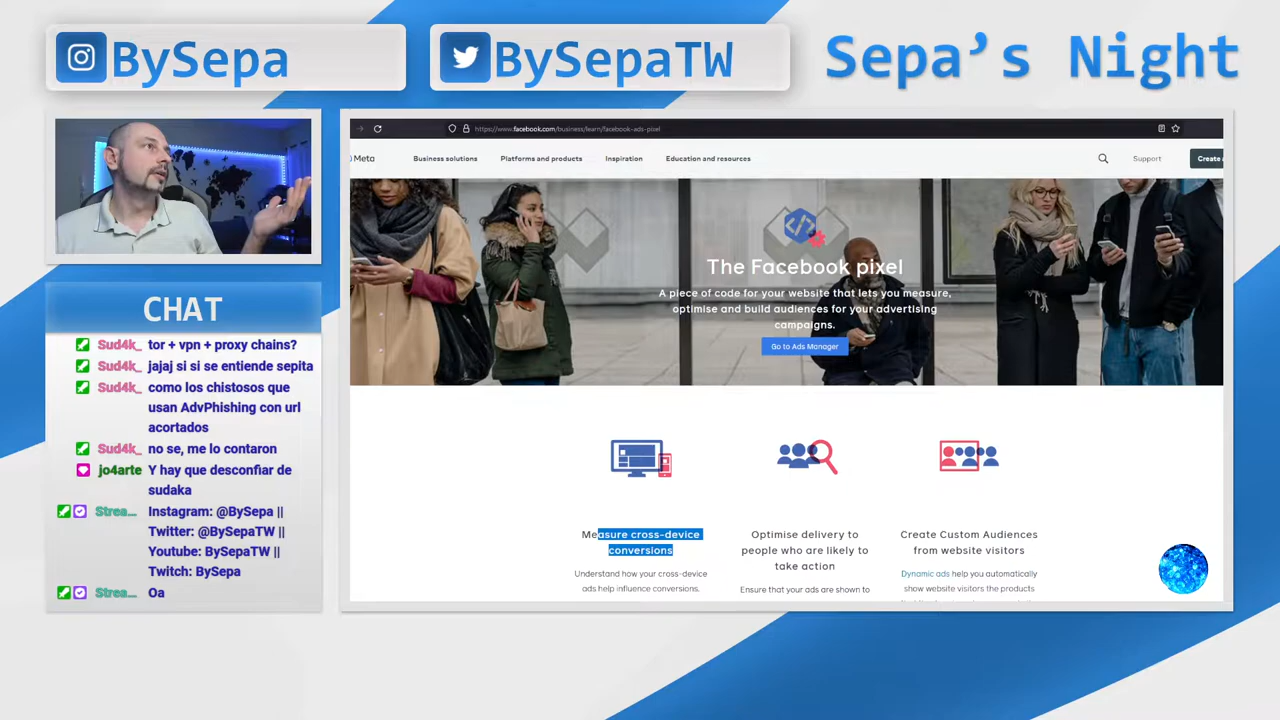 BySepa
BySepaTW
Sepa's Night
https://www.facebook.com/business/learn/facebook-ads-pixel
Meta
Business solutions
Platforms and products
Inspiration
Education and resources
Support
Create
The Facebook pixel
A piece of code for your website that lets you measure,
optimise and build audiences for your advertising
campaigns.
Go to Ads Manager
Measure cross-device
conversions
Understand how your cross-device
ads help influence conversions.
Optimise delivery to
people who are likely to
take action
Ensure that your ads are shown to
Create Custom Audiences
from website visitors
Dynamic ads help you automatically
show website visitors the products
CHAT
Sud4k_ tor + vpn + proxy chains?
Sud4k_ jajaj si si se entiende sepita
Sud4k_ como los chistosos que
usan AdvPhishing con url
acortados
Sud4k_ no se, me lo contaron
jo4arte Y hay que desconfiar de
sudaka
Strea… Instagram: @BySepa ||
Twitter: @BySepaTW ||
Youtube: BySepaTW ||
Twitch: BySepa
Strea… Oa